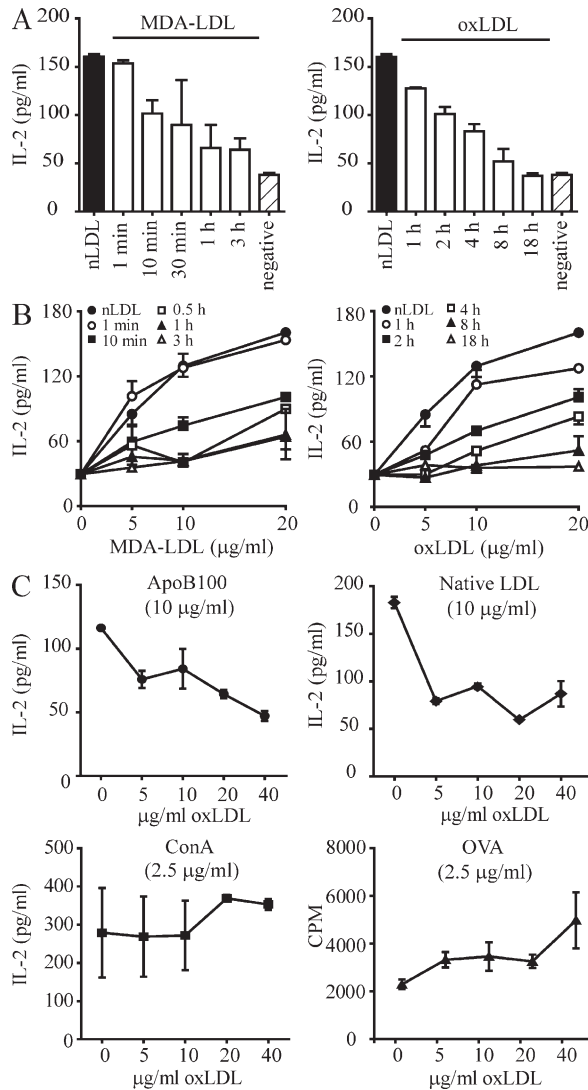 A
MDA-LDL
IL-2 (pg/ml)
200
150
100
50
0
nLDL
1 min
10 min
30 min
1 h
3 h
negative
oxLDL
IL-2 (pg/ml)
200
150
100
50
0
nLDL
1 h
2 h
4 h
8 h
18 h
negative
B
IL-2 (pg/ml)
180
120
60
0
nLDL
1 min
10 min
0.5 h
1 h
3 h
0 5 10 20
MDA-LDL (µg/ml)
IL-2 (pg/ml)
180
120
60
0
nLDL
1 h
2 h
4 h
8 h
18 h
0 5 10 20
oxLDL (µg/ml)
C
ApoB100
(10 µg/ml)
IL-2 (pg/ml)
150
100
50
0
0 5 10 20 40
µg/ml oxLDL
Native LDL
(10 µg/ml)
IL-2 (pg/ml)
200
150
100
50
0
0 5 10 20 40
µg/ml oxLDL
ConA
(2.5 µg/ml)
IL-2 (pg/ml)
500
400
300
200
100
0
0 5 10 20 40
µg/ml oxLDL
OVA
(2.5 µg/ml)
CPM
8000
6000
4000
2000
0
0 5 10 20 40
µg/ml oxLDL